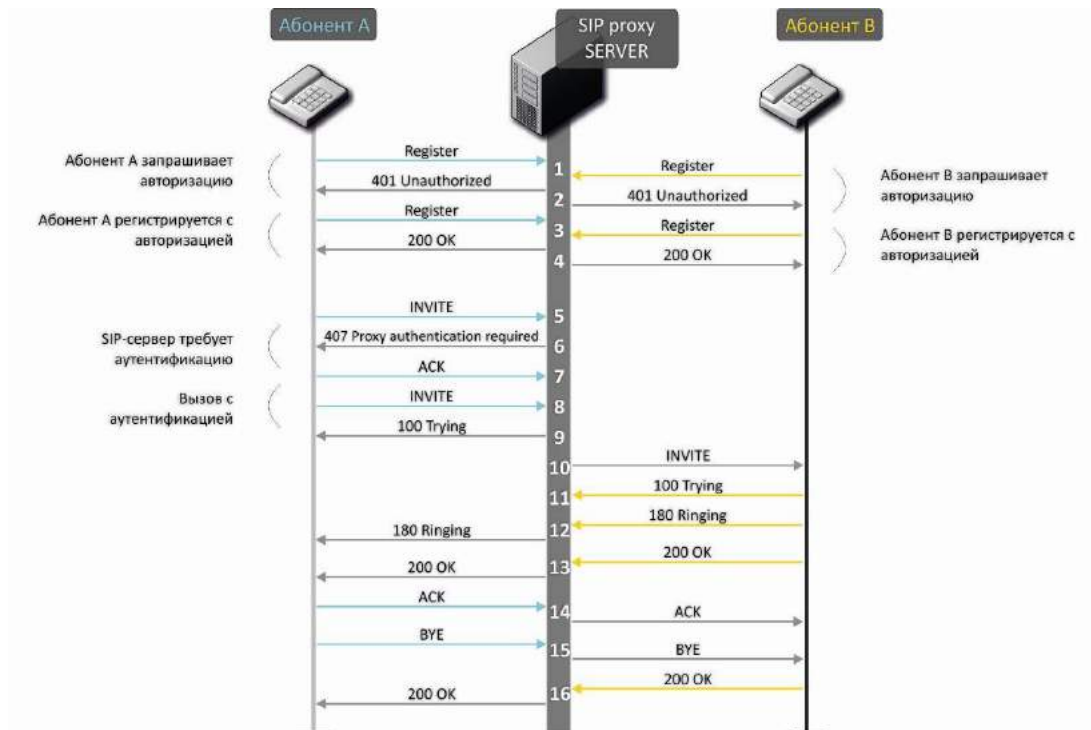 Абонент А
SIP proxy
SERVER
Абонент В
Абонент А запрашивает
авторизацию
Register
1
Register
401 Unauthorized
2
401 Unauthorized
Абонент В запрашивает
авторизацию
Абонент А регистрируется с
авторизацией
Register
3
Register
200 OK
4
200 OK
Абонент В регистрируется с
авторизацией
INVITE
5
SIP-сервер требует
аутентификацию
407 Proxy authentication required
6
ACK
7
Вызов с
аутентификацией
INVITE
8
100 Trying
9
INVITE
10
100 Trying
11
180 Ringing
12
180 Ringing
200 OK
13
200 OK
ACK
14
ACK
BYE
15
BYE
200 OK
16
200 OK